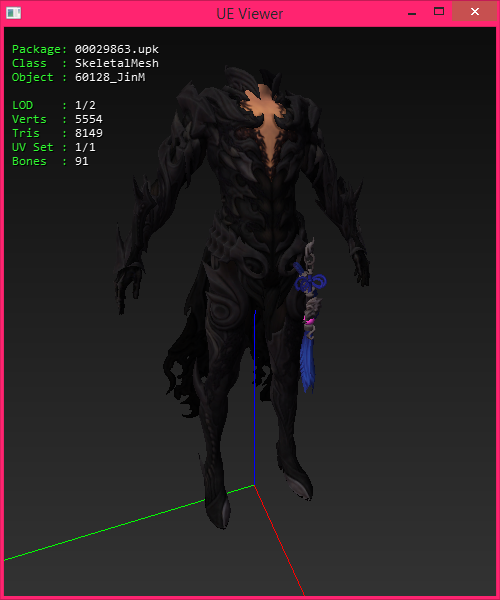 UE Viewer
Package: 00029863.upk
Class : SkeletalMesh
Object : 60128_JinM
LOD : 1/2
Verts : 5554
Tris : 8149
UV Set : 1/1
Bones : 91